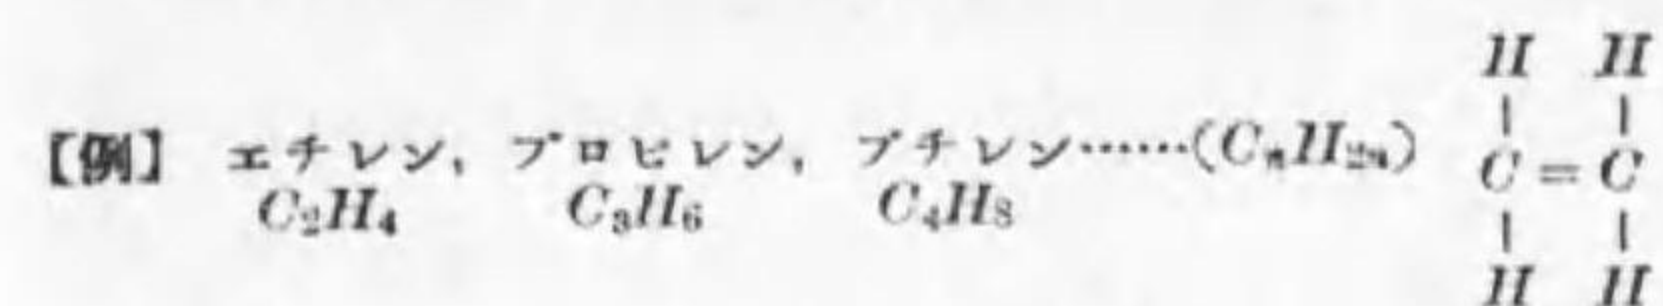 H H
| |
【例】 エチレン, プロピレン, ブチレン……(CₙH₂ₙ) C = C
C₂H₄ C₃H₆ C₄H₈
| |
H H